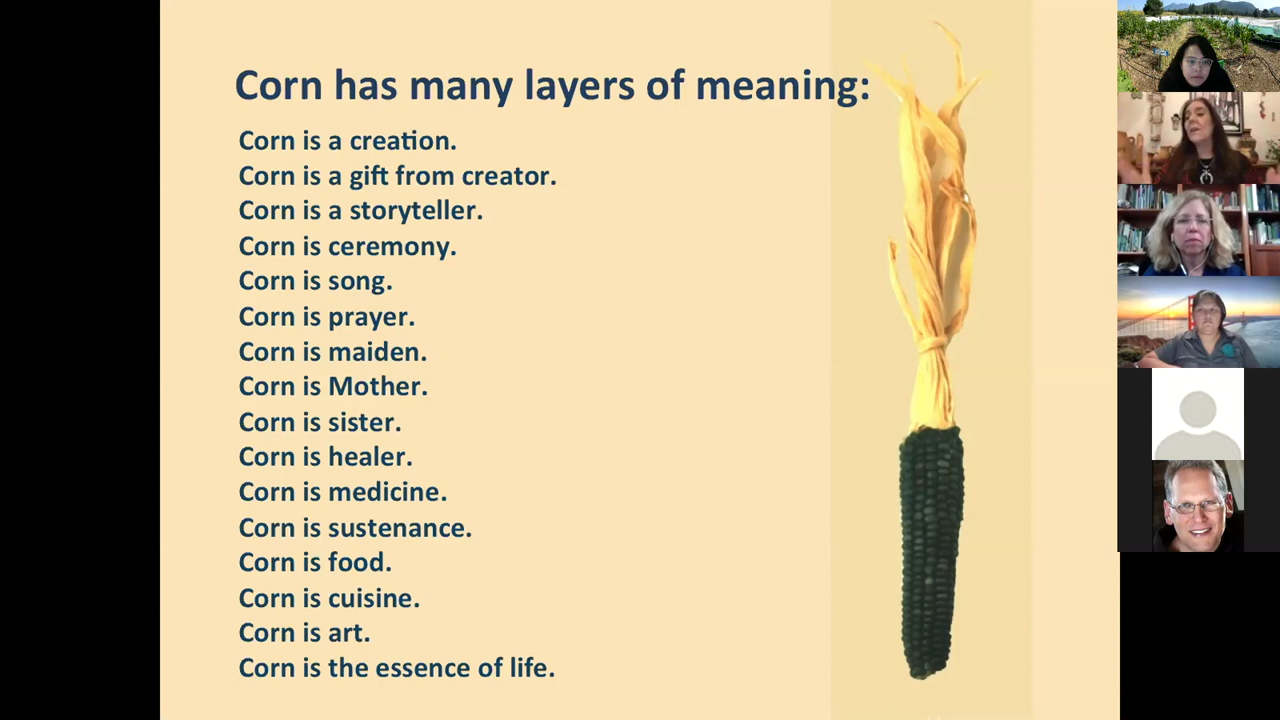 Corn has many layers of meaning:
Corn is a creation.
Corn is a gift from creator.
Corn is a storyteller.
Corn is ceremony.
Corn is song.
Corn is prayer.
Corn is maiden.
Corn is Mother.
Corn is sister.
Corn is healer.
Corn is medicine.
Corn is sustenance.
Corn is food.
Corn is cuisine.
Corn is art.
Corn is the essence of life.